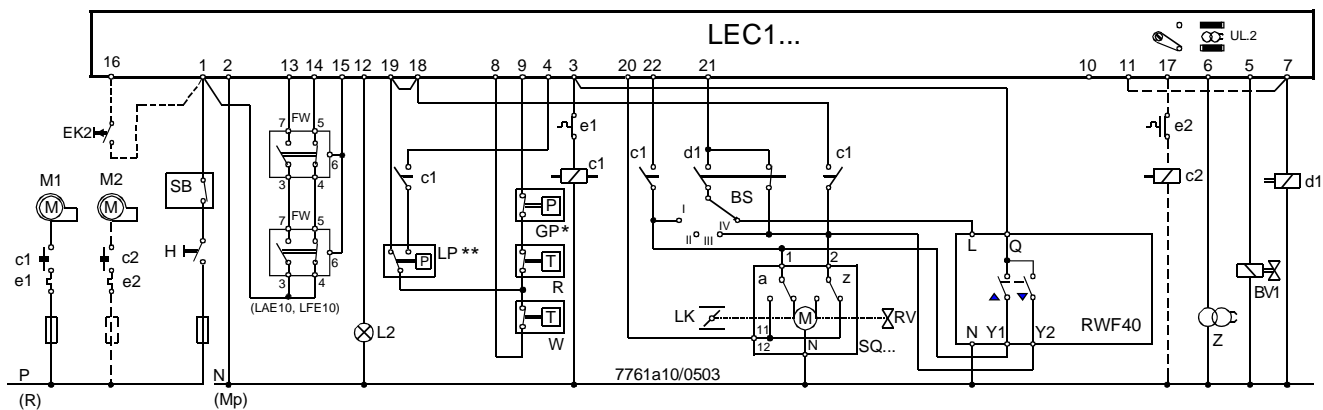 LEC1...
UL.2
16 1 2 13 14 15 12 19 18 8 9 4 3 20 22 21 10 11 17 6 5 7
EK2
7 FW 5
6
3 4
e1
e2
c1
c1
c1
d1
c1
c2
d1
M1 M2
M M
SB
P
GP*
BS
I
II III IV
7 FW 5
6
3 4
H
c1 c2
e1 e2
LP **
P
T
R
L Q
1 2
a z
BV1
(LAE10, LFE10)
L2
T
W
LK
M
RV
11
12 N
SQ...
RWF40
N Y1 Y2
Z
P
(R)
N
(Mp)
7761a10/0503